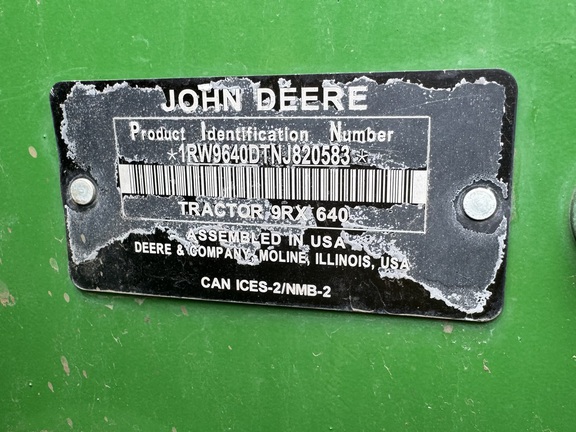 JOHN DEERE
Product Identification Number
*1RW9640DTNJ820583*
TRACTOR 9RX 640
ASSEMBLED IN USA
DEERE & COMPANY, MOLINE, ILLINOIS, USA
CAN ICES-2/NMB-2